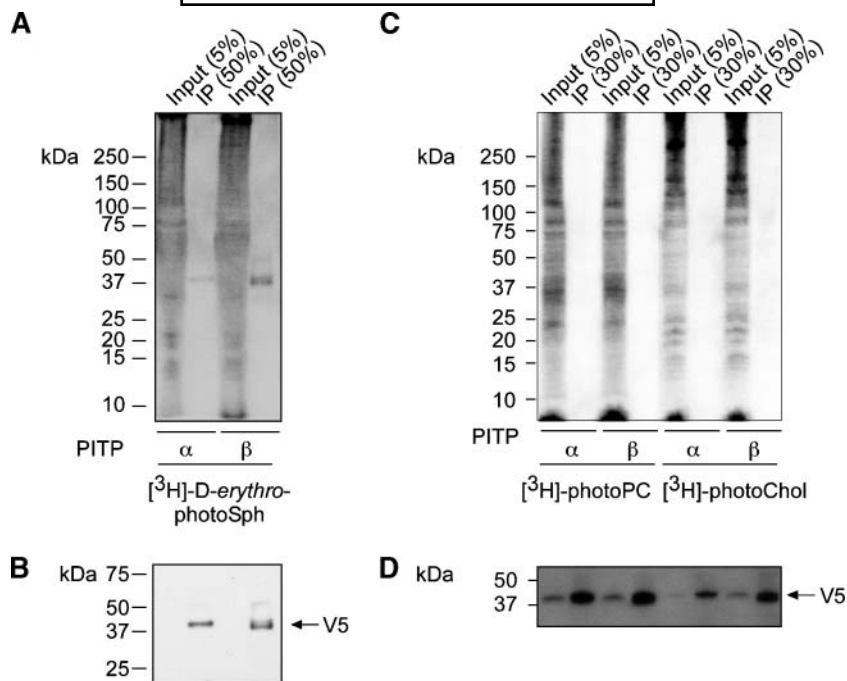 A
Input (5%)
IP (50%)
Input (5%)
IP (50%)
kDa
250
150
100
75
50
37
25
20
15
10
PITP
α β
[³H]-D-erythro-
photoSph
B
kDa
75
50
37
25
V5
C
Input (5%)
IP (30%)
Input (5%)
IP (30%)
Input (5%)
IP (30%)
Input (5%)
IP (30%)
kDa
250
150
100
75
50
37
25
20
15
10
PITP
α β α β
[³H]-photoPC [³H]-photoChol
D
kDa
50
37
V5